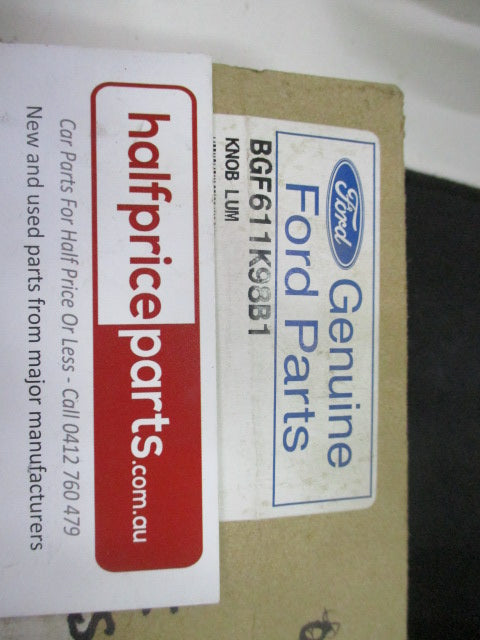 Ford Genuine
Ford Parts
BGF611K98B1
KNOB LUM
halfpriceparts.com.au
Car Parts For Half Price Or Less - Call 0412 760 479
New and used parts from major manufacturers